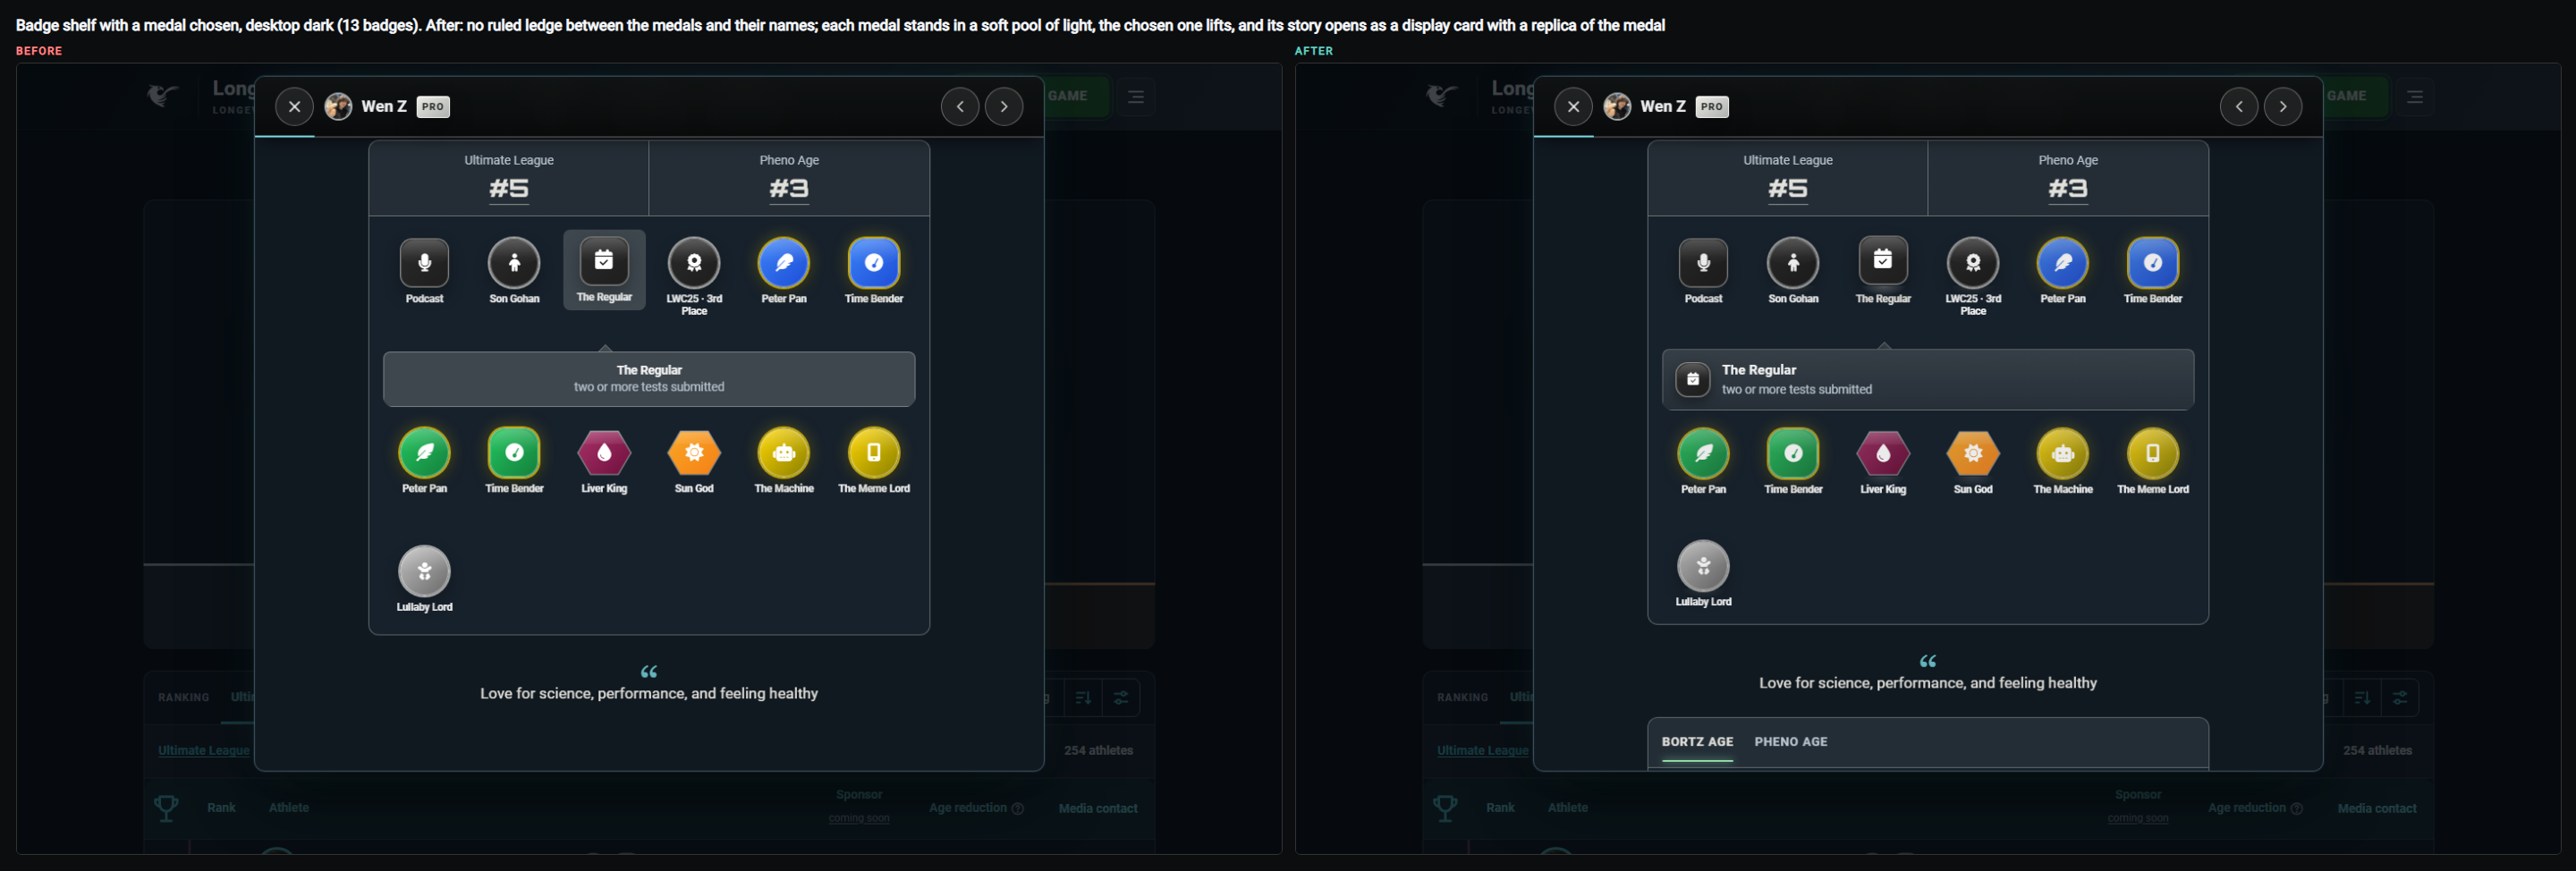 Badge shelf with a medal chosen, desktop dark (13 badges). After: no ruled ledge between the medals and their names; each medal stands in a soft pool of light, the chosen one lifts, and its story opens as a display card with a replica of the medal
BEFORE
Long
LONGEV
GAME
Wen Z PRO
Ultimate League
#5
Pheno Age
#3
Podcast
Son Gohan
The Regular
LWC25 · 3rd
Place
Peter Pan
Time Bender
The Regular
two or more tests submitted
Peter Pan
Time Bender
Liver King
Sun God
The Machine
The Meme Lord
Lullaby Lord
“
Love for science, performance, and feeling healthy
RANKING
Ultimate League
254 athletes
Rank
Athlete
Sponsor
coming soon
Age reduction
Media contact
AFTER
Long
LONGEV
GAME
Wen Z PRO
Ultimate League
#5
Pheno Age
#3
Podcast
Son Gohan
The Regular
LWC25 · 3rd
Place
Peter Pan
Time Bender
The Regular
two or more tests submitted
Peter Pan
Time Bender
Liver King
Sun God
The Machine
The Meme Lord
Lullaby Lord
“
Love for science, performance, and feeling healthy
BORTZ AGE
PHENO AGE
RANKING
Ultimate League
254 athletes
Rank
Athlete
Sponsor
coming soon
Age reduction
Media contact